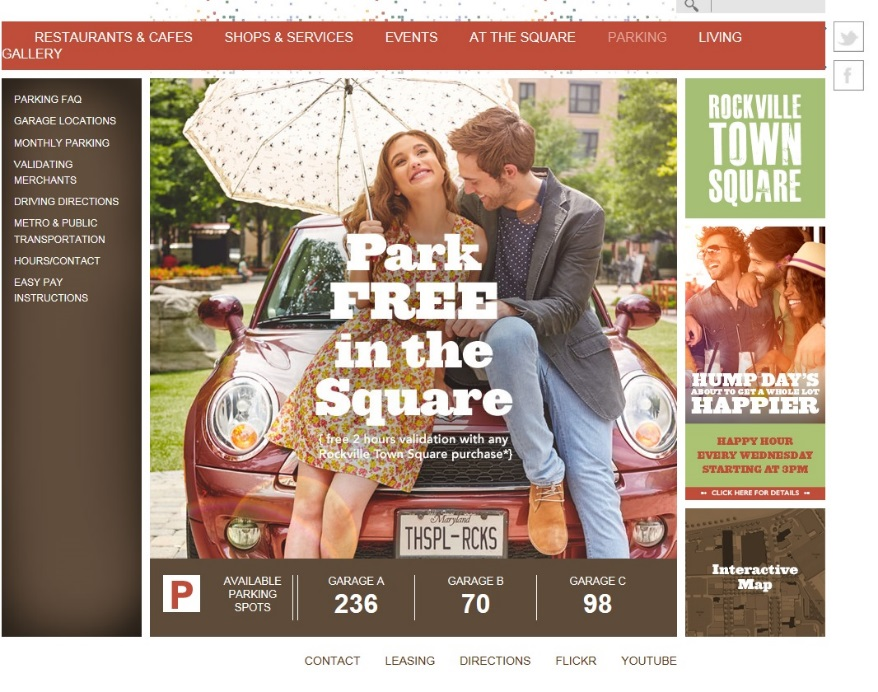 RESTAURANTS & CAFES SHOPS & SERVICES EVENTS AT THE SQUARE PARKING LIVING
GALLERY
PARKING FAQ
GARAGE LOCATIONS
MONTHLY PARKING
VALIDATING
MERCHANTS
DRIVING DIRECTIONS
METRO & PUBLIC
TRANSPORTATION
HOURS/CONTACT
EASY PAY
INSTRUCTIONS
Park
FREE
in the
Square
{ free 2 hours validation with any
Rockville Town Square purchase*}
Maryland
THSPL-RCKS
P
AVAILABLE
PARKING
SPOTS
GARAGE A
236
GARAGE B
70
GARAGE C
98
ROCKVILLE
TOWN
SQUARE
HUMP DAY'S
ABOUT TO GET A WHOLE LOT
HAPPIER
HAPPY HOUR
EVERY WEDNESDAY
STARTING AT 3PM
CLICK HERE FOR DETAILS
Interactive
Map
f
CONTACT LEASING DIRECTIONS FLICKR YOUTUBE